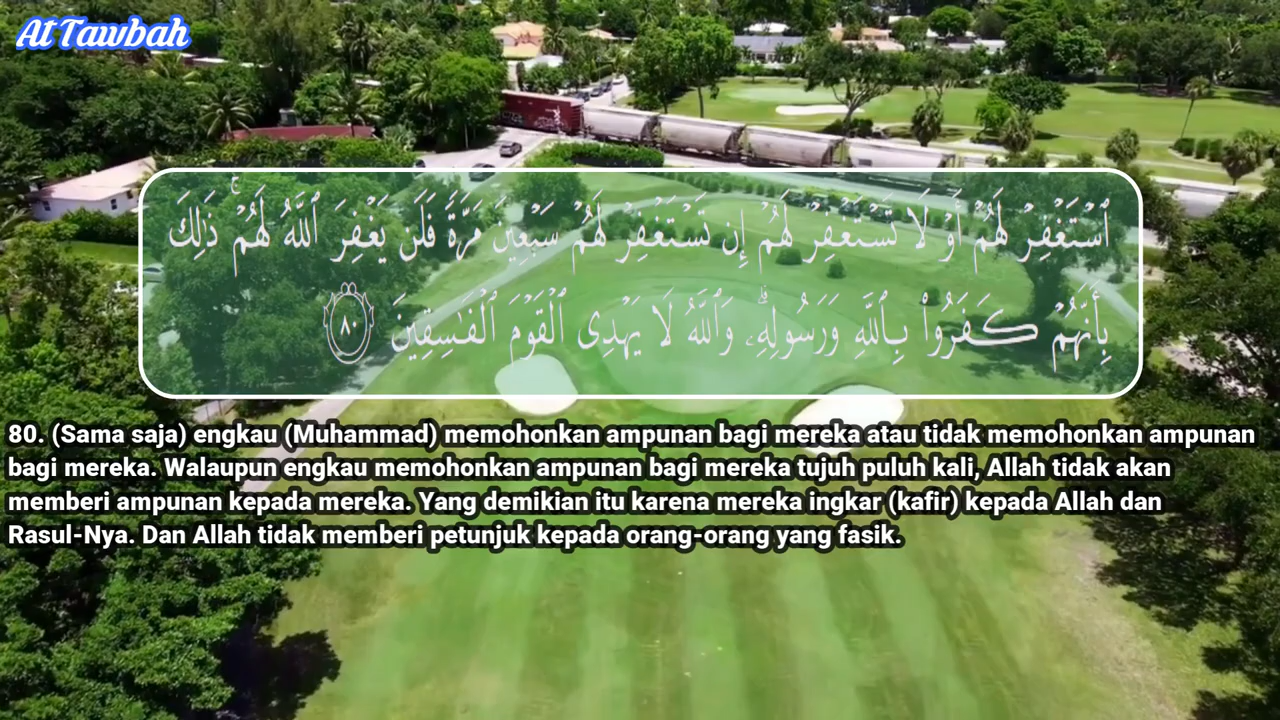 At Tawbah
ٱسْتَغْفِرْ لَهُمْ أَوْ لَا تَسْتَغْفِرْ لَهُمْ إِن تَسْتَغْفِرْ لَهُمْ سَبْعِينَ مَرَّةً فَلَن يَغْفِرَ ٱللَّهُ لَهُمْ ۚ ذَٰلِكَ
بِأَنَّهُمْ كَفَرُوا۟ بِٱللَّهِ وَرَسُولِهِۦ ۗ وَٱللَّهُ لَا يَهْدِى ٱلْقَوْمَ ٱلْفَـٰسِقِينَ ٨٠
80. (Sama saja) engkau (Muhammad) memohonkan ampunan bagi mereka atau tidak memohonkan ampunan
bagi mereka. Walaupun engkau memohonkan ampunan bagi mereka tujuh puluh kali, Allah tidak akan
memberi ampunan kepada mereka. Yang demikian itu karena mereka ingkar (kafir) kepada Allah dan
Rasul-Nya. Dan Allah tidak memberi petunjuk kepada orang-orang yang fasik.